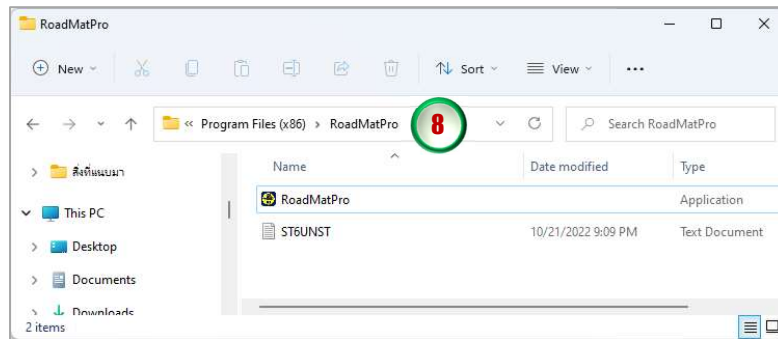 RoadMatPro
New
Sort
View
« Program Files (x86) > RoadMatPro
8
Search RoadMatPro
สิ่งที่แนบมา
Name
Date modified
Type
This PC
RoadMatPro
Application
Desktop
ST6UNST
10/21/2022 9:09 PM
Text Document
Documents
Downloads
2 items